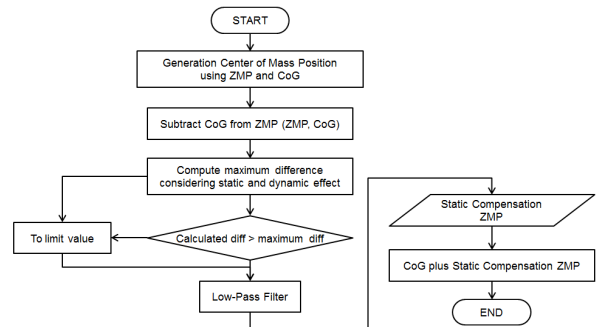 START
Generation Center of Mass Position
using ZMP and CoG
Subtract CoG from ZMP (ZMP, CoG)
Compute maximum difference
considering static and dynamic effect
To limit value
Calculated diff > maximum diff
Low-Pass Filter
Static Compensation
ZMP
CoG plus Static Compensation ZMP
END